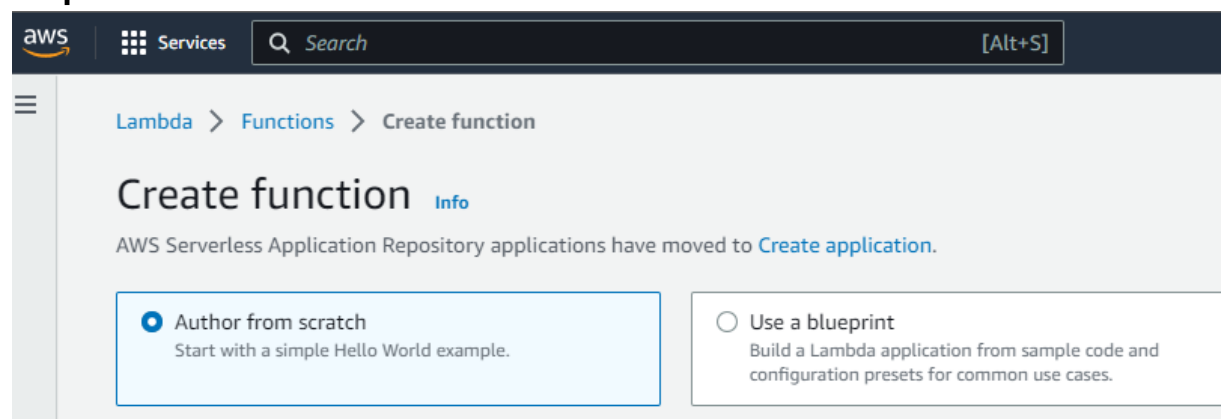 aws
Services
Search [Alt+S]
Lambda > Functions > Create function
Create function Info
AWS Serverless Application Repository applications have moved to Create application.
Author from scratch
Start with a simple Hello World example.
Use a blueprint
Build a Lambda application from sample code and
configuration presets for common use cases.